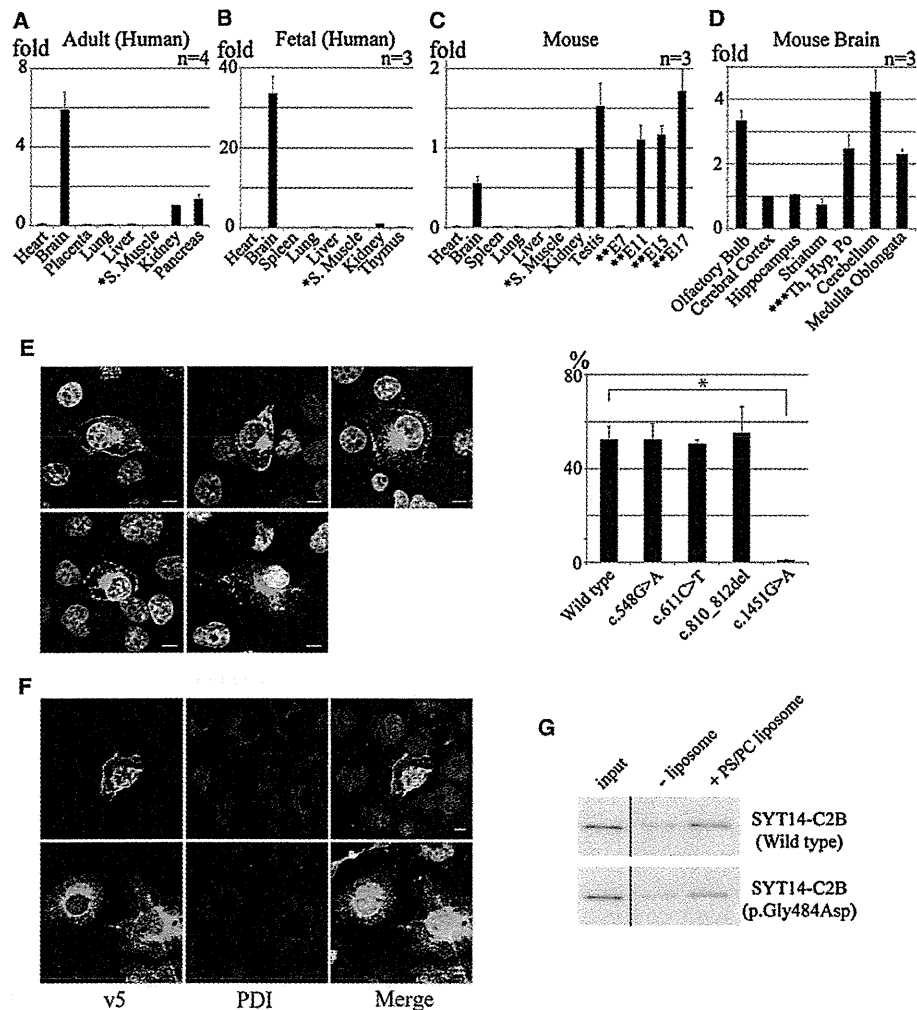 A
Adult (Human)
fold
n=4
8
4
0
Heart
Brain
Placenta
Lung
Liver
*S. Muscle
Kidney
Pancreas
B
Fetal (Human)
fold
n=3
40
20
0
Heart
Brain
Spleen
Lung
Liver
*S. Muscle
Kidney
Thymus
C
Mouse
fold
n=3
2
1
0
Heart
Brain
Spleen
Lung
Liver
*S. Muscle
Kidney
Testis
**E7
**E11
**E15
**E17
D
Mouse Brain
fold
n=3
4
2
0
Olfactory Bulb
Cerebral Cortex
Hippocampus
Striatum
***Th, Hyp, Po
Cerebellum
Medulla Oblongata
E
%
80
40
0
*
Wild type
c.548G>A
c.611C>T
c.810_812del
c.1451G>A
F
v5
PDI
Merge
G
input
- liposome
+ PS/PC liposome
SYT14-C2B
(Wild type)
SYT14-C2B
(p.Gly484Asp)